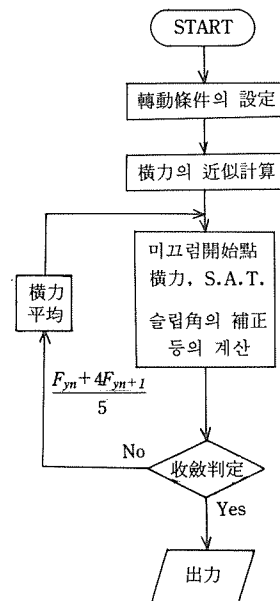 START
轉動條件의 設定
橫力의 近似計算
미끄럼開始點
橫力, S.A.T.
슬립角의 補正
등의 계산
橫力
平均
F_{yn}+4F_{yn+1}
5
No
收斂判定
Yes
出力